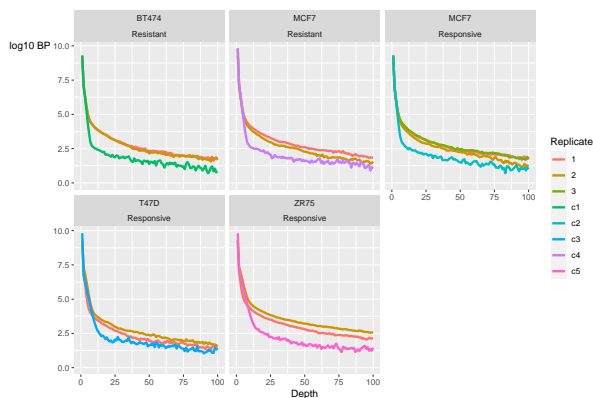 BT474 MCF7 MCF7
Resistant Resistant Responsive
log10 BP
10.0
7.5
5.0
2.5
0.0
0 25 50 75 100
T47D ZR75
Responsive Responsive
10.0
7.5
5.0
2.5
0.0
0 25 50 75 100 0 25 50 75 100
Depth
Replicate
1
2
3
c1
c2
c3
c4
c5